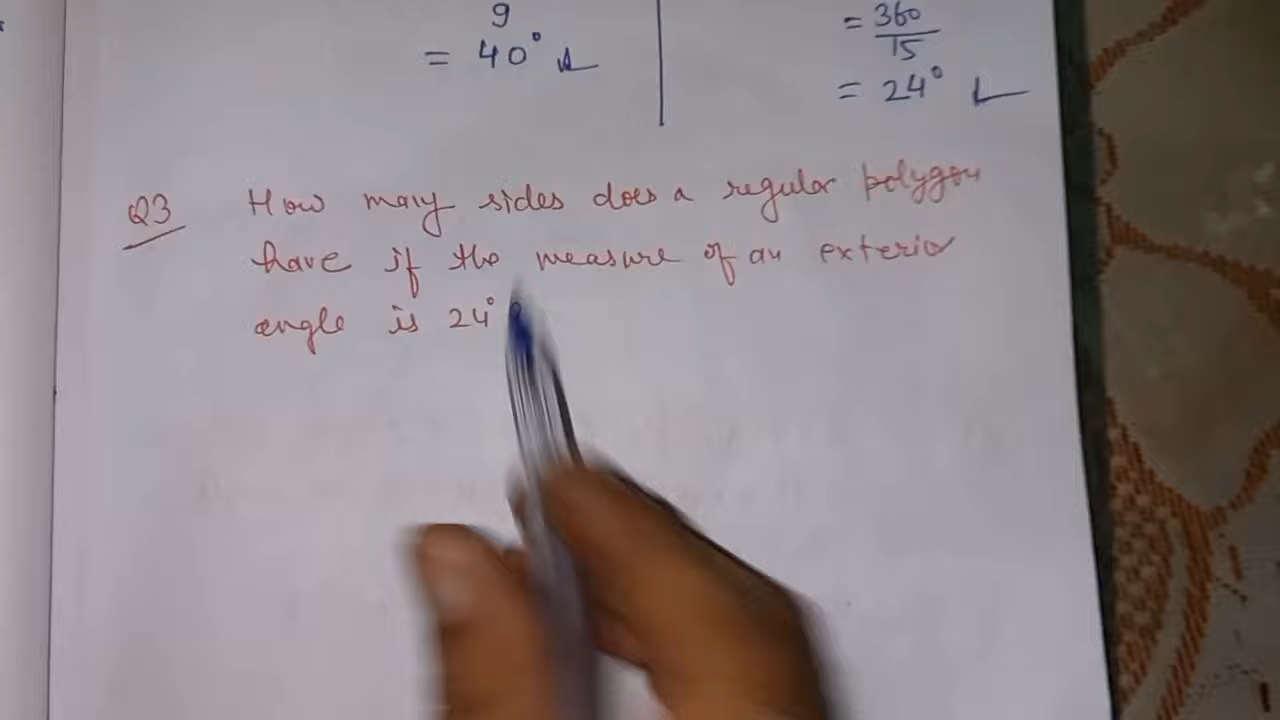 9
= 40°
= 360
15
= 24°
Q3 How many sides does a regular polygon
have if the measure of an exterior
angle is 24°